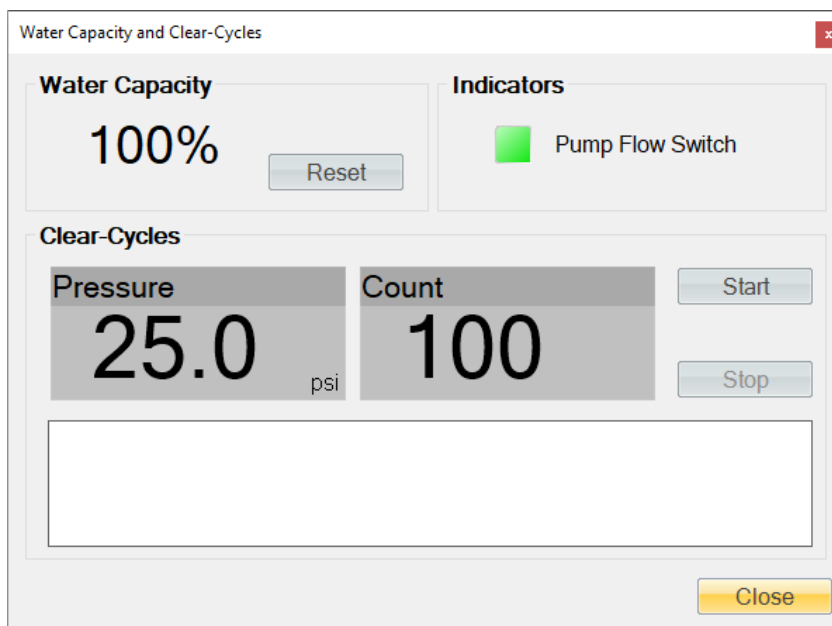 Water Capacity and Clear-Cycles
x
Water Capacity
100%
Reset
Indicators
Pump Flow Switch
Clear-Cycles
Pressure
25.0
psi
Count
100
Start
Stop
Close